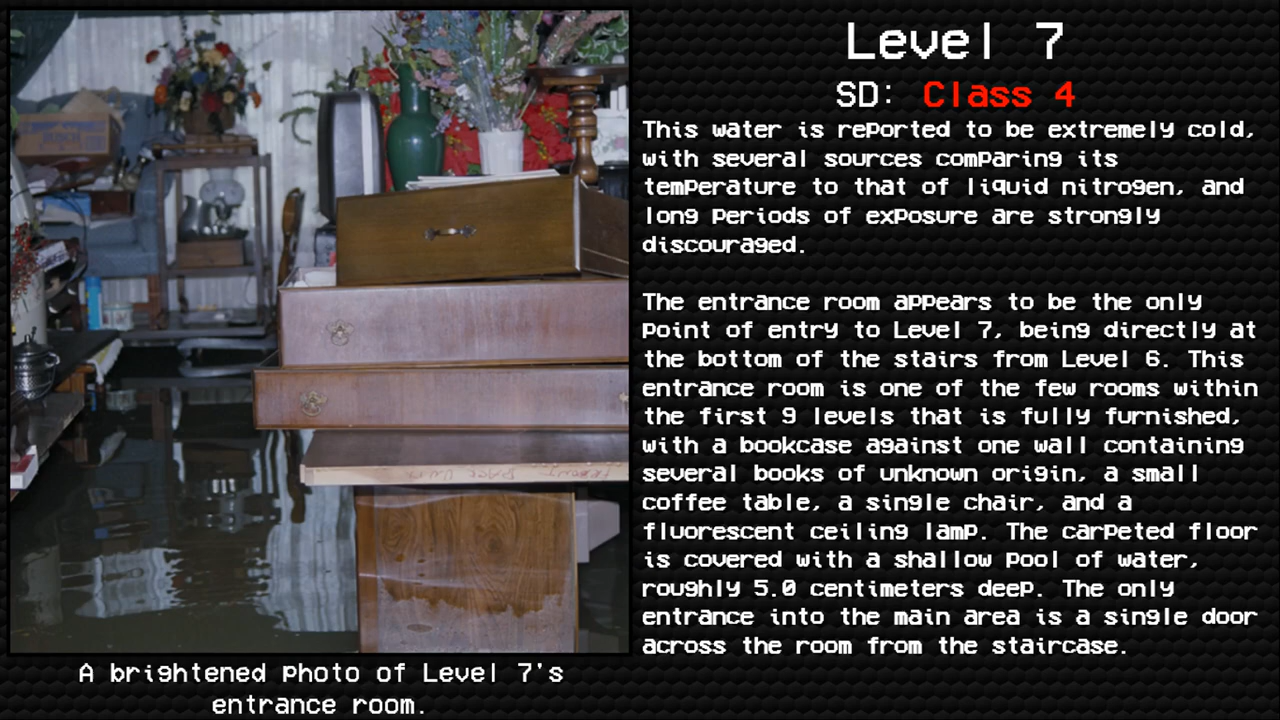 Level 7
SD: Class 4
This water is reported to be extremely cold,
with several sources comparing its
temperature to that of liquid nitrogen, and
long periods of exposure are strongly
discouraged.
The entrance room appears to be the only
point of entry to Level 7, being directly at
the bottom of the stairs from Level 6. This
entrance room is one of the few rooms within
the first 9 levels that is fully furnished,
with a bookcase against one wall containing
several books of unknown origin, a small
coffee table, a single chair, and a
fluorescent ceiling lamp. The carpeted floor
is covered with a shallow pool of water,
roughly 5.0 centimeters deep. The only
entrance into the main area is a single door
across the room from the staircase.
A brightened photo of Level 7's
entrance room.